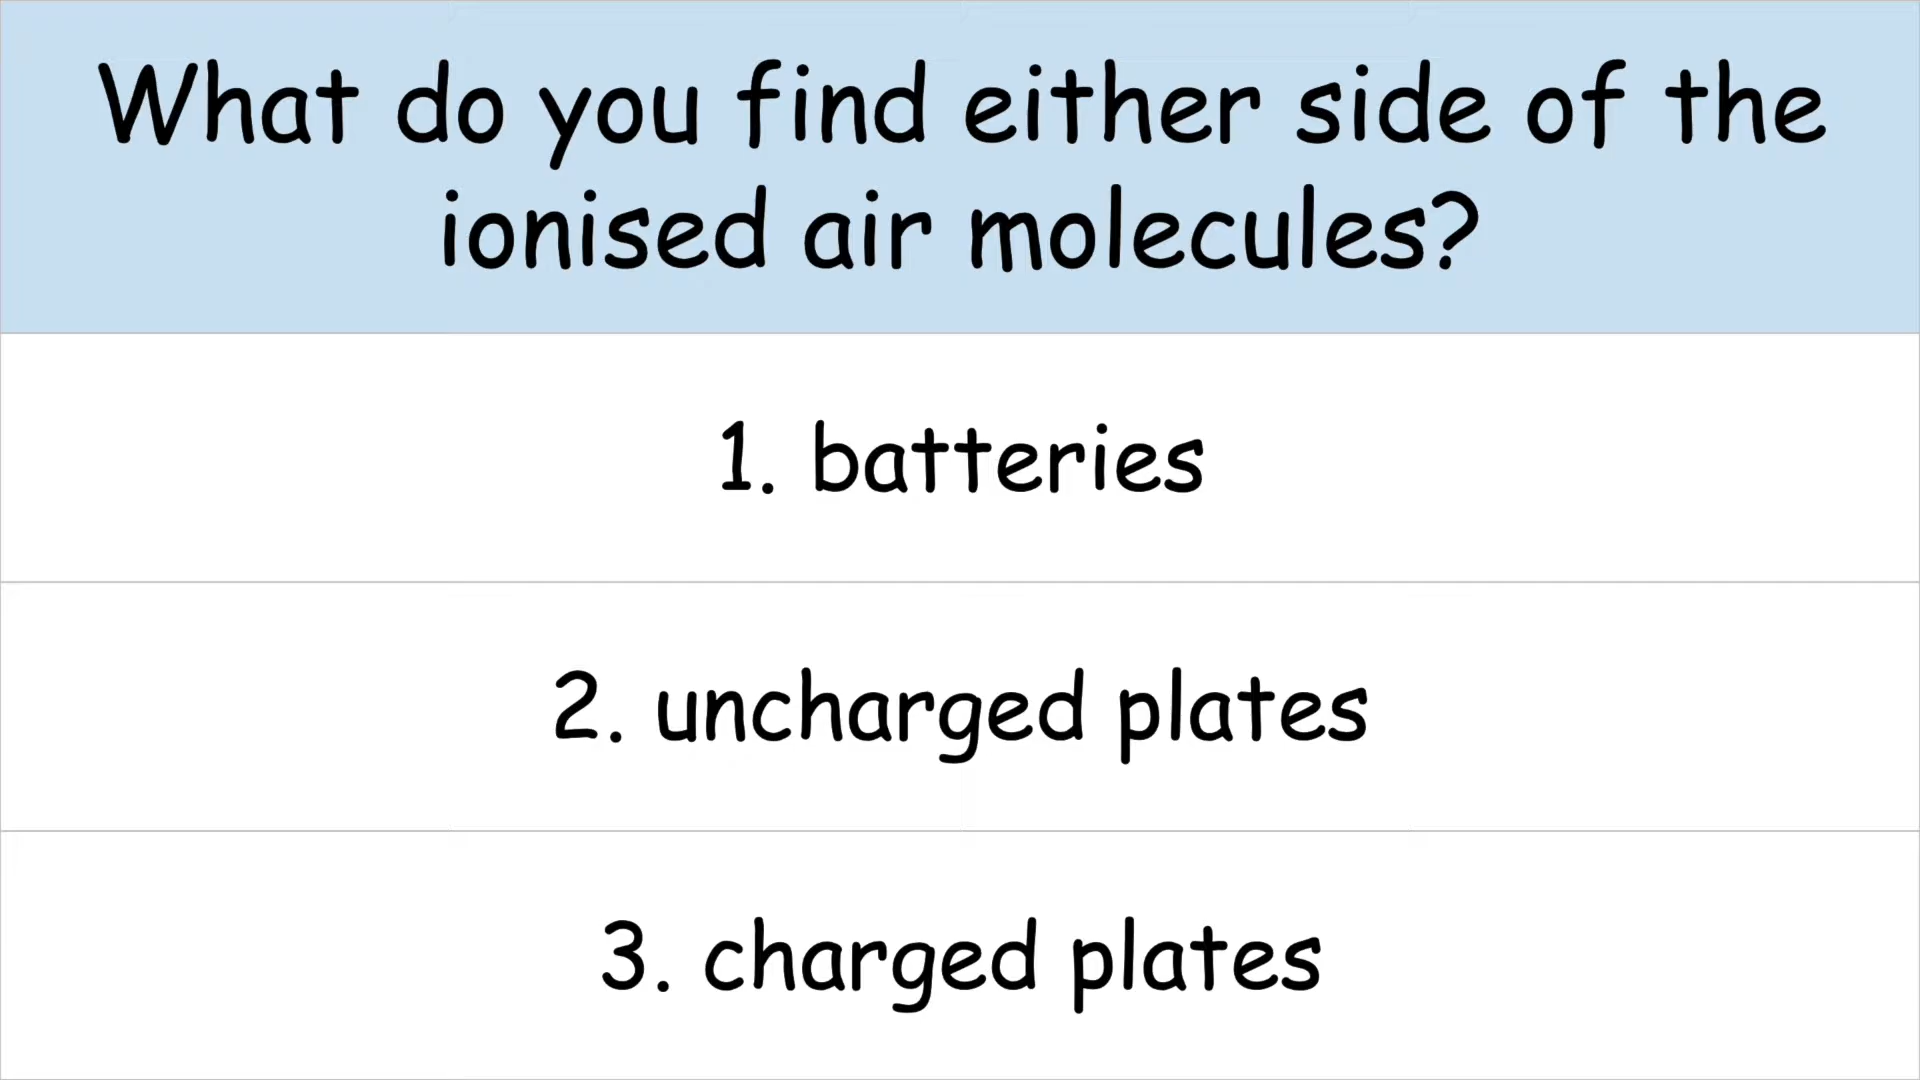 What do you find either side of the
ionised air molecules?
1. batteries
2. uncharged plates
3. charged plates